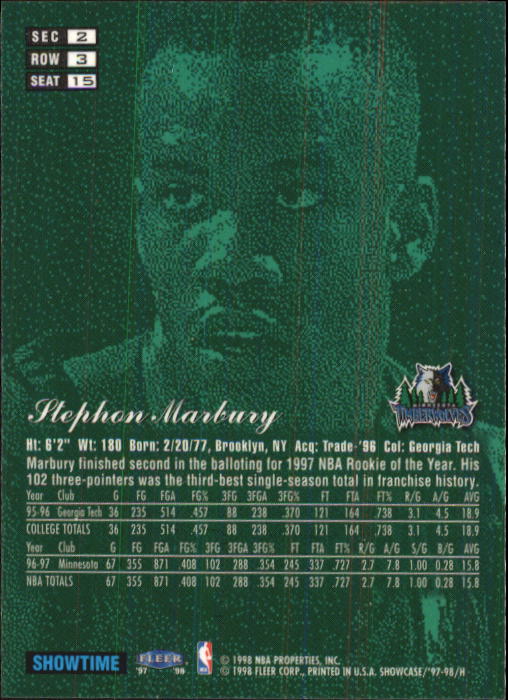 SEC 2
ROW 3
SEAT 15
Stephon Marbury
MINNESOTA
TIMBERWOLVES
Ht: 6'2" Wt: 180 Born: 2/20/77, Brooklyn, NY Acq: Trade-'96 Col: Georgia Tech
Marbury finished second in the balloting for 1997 NBA Rookie of the Year. His
102 three-pointers was the third-best single-season total in franchise history.
Year Club G FG FGA FG% 3FG 3FGA 3FG% FT FTA FT% R/G A/G AVG
95-96 Georgia Tech 36 235 514 .457 88 238 .370 121 164 .738 3.1 4.5 18.9
COLLEGE TOTALS 36 235 514 .457 88 238 .370 121 164 .738 3.1 4.5 18.9
Year Club G FG FGA FG% 3FG 3FGA 3FG% FT FTA FT% R/G A/G S/G B/G AVG
96-97 Minnesota 67 355 871 .408 102 288 .354 245 337 .727 2.7 7.8 1.00 0.28 15.8
NBA TOTALS 67 355 871 .408 102 288 .354 245 337 .727 2.7 7.8 1.00 0.28 15.8
SHOWTIME
FLEER
'97 '98
NBA
© 1998 NBA PROPERTIES, INC.
© 1998 FLEER CORP., PRINTED IN U.S.A. SHOWCASE/'97-98/H